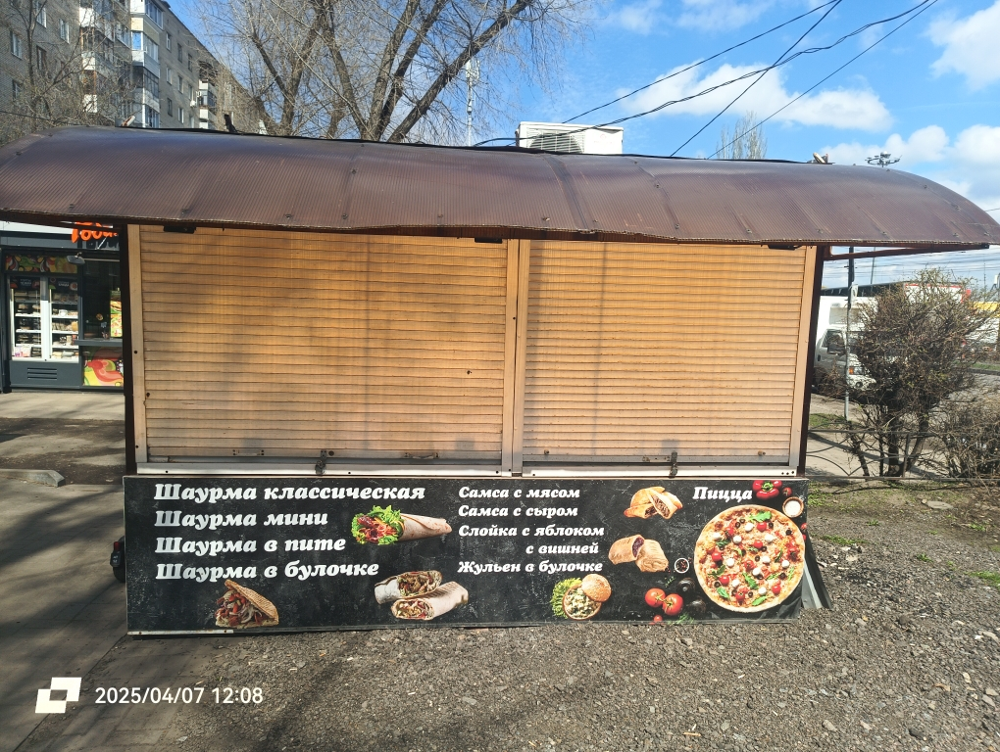 Шаурма классическая
Шаурма мини
Шаурма в пите
Шаурма в булочке
Самса с мясом
Самса с сыром
Слойка с яблоком
с вишней
Жульен в булочке
Пицца
2025/04/07 12:08